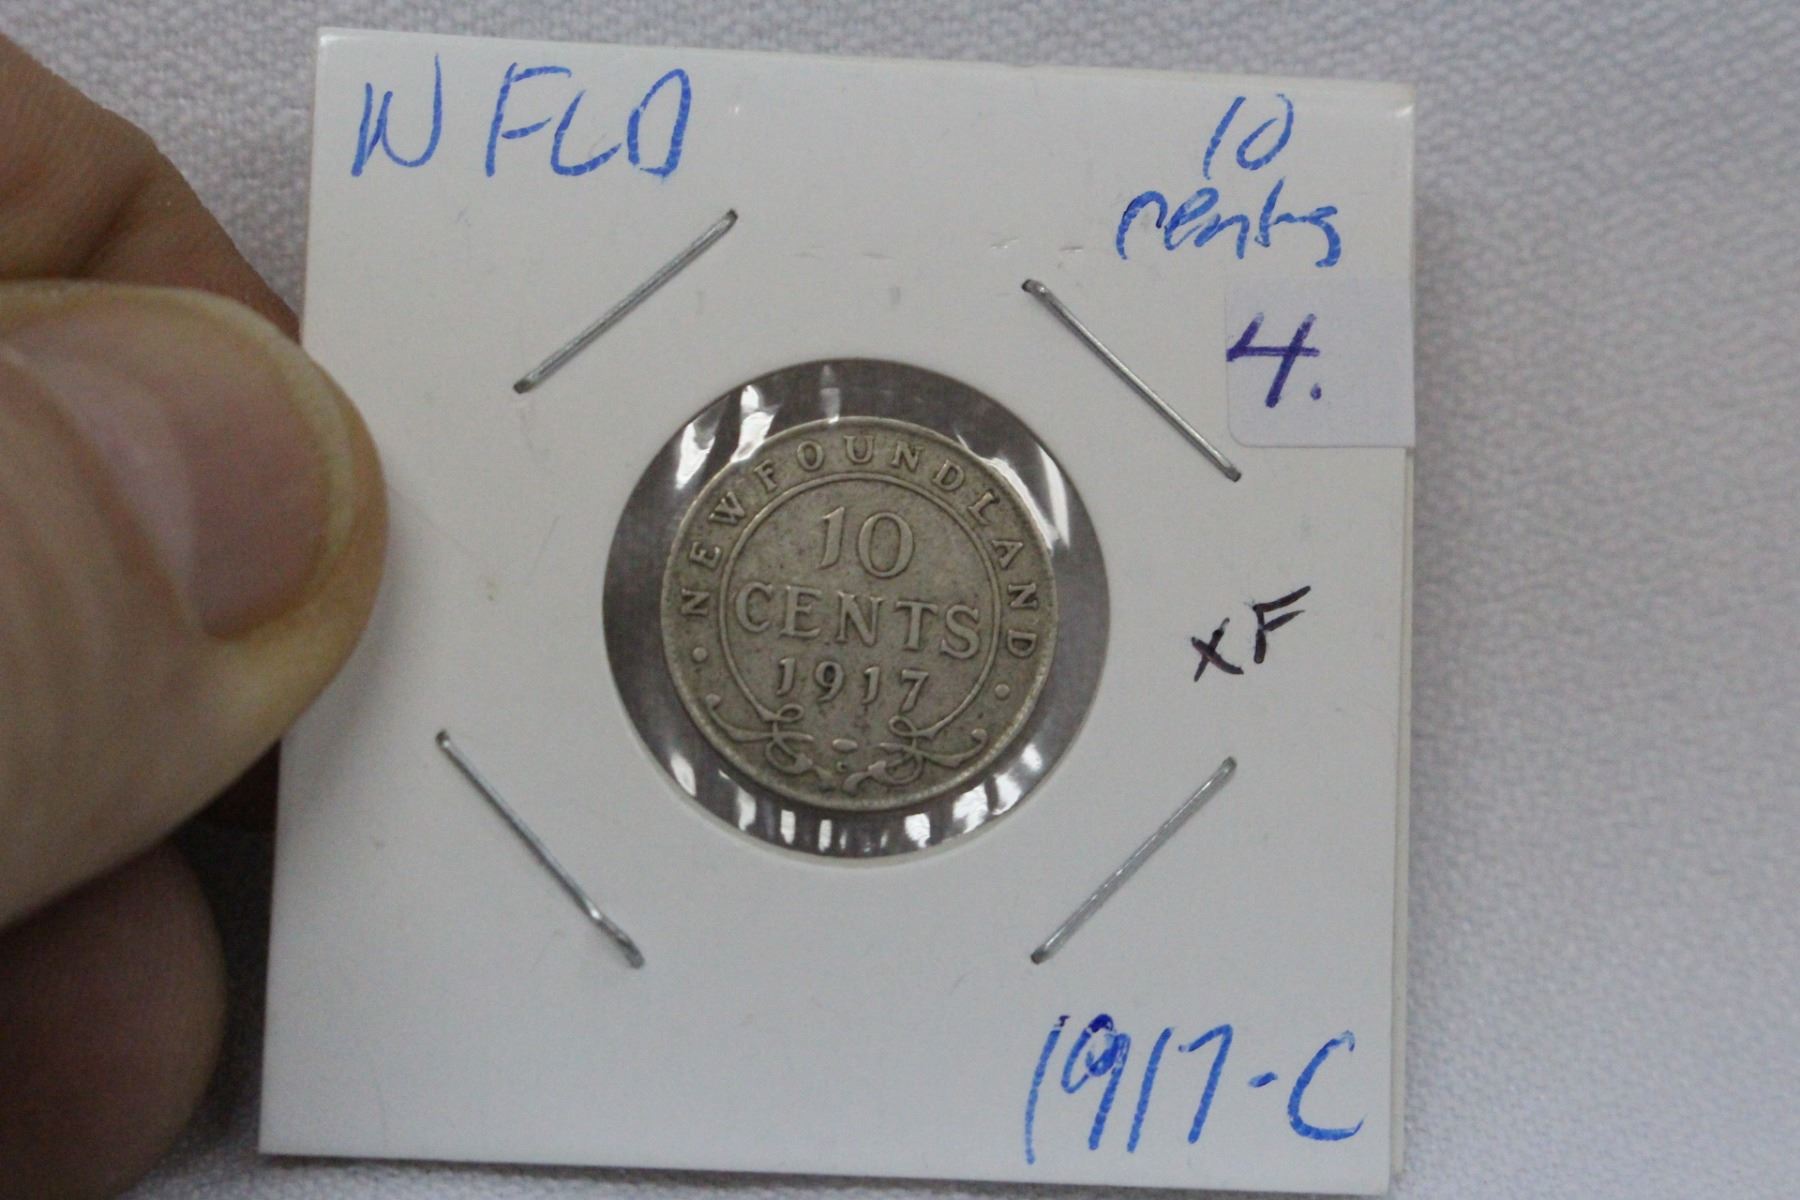 NFLD
10
cents
4.
NEWFOUNDLAND
10
CENTS
1917
XF
1917-C